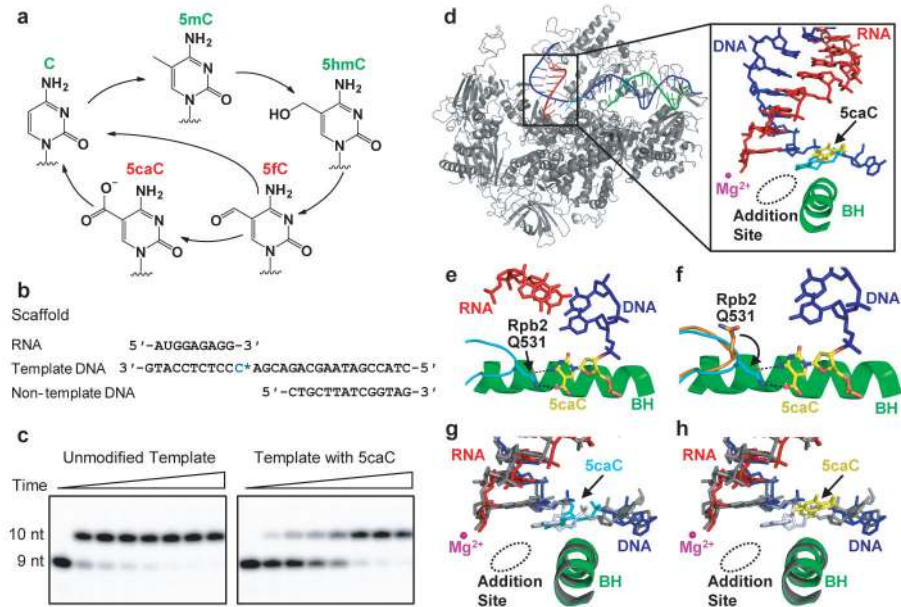 a
5mC
NH₂
N
N
O
C
NH₂
N
N
O
5hmC
NH₂
HO
N
N
O
5caC
O⁻
NH₂
O
N
N
O
5fC
NH₂
O
N
N
O
b
Scaffold
RNA 5'-AUGGAGAGG-3'
Template DNA 3'-GTACCTCTCCC*AGCAGACGAATAGCCATC-5'
Non-template DNA 5'-CTGCTTATCGGTAG-3'
c
Unmodified Template Template with 5caC
Time
10 nt
9 nt
d
DNA
RNA
5caC
Mg²⁺
Addition
Site
BH
e
RNA
DNA
Rpb2
Q531
5caC
BH
f
Rpb2
Q531
DNA
5caC
BH
g
RNA
5caC
Mg²⁺
DNA
Addition
Site
BH
h
RNA
5caC
Mg²⁺
DNA
Addition
Site
BH